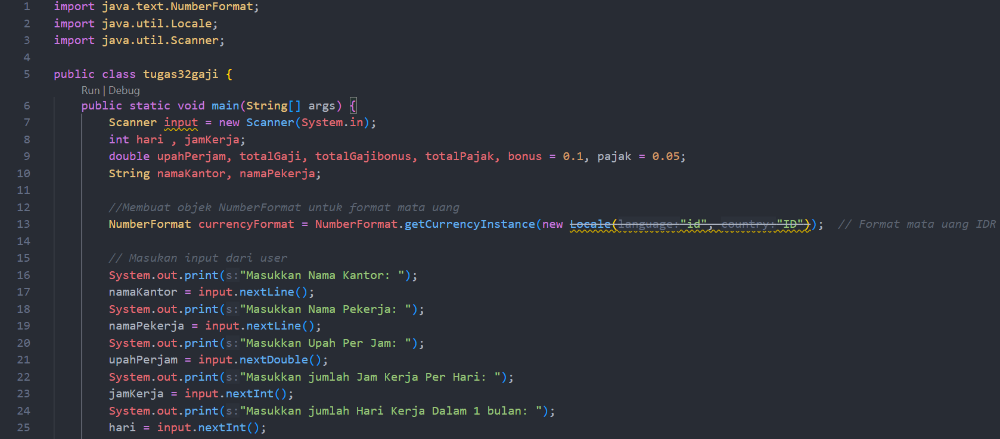 1 import java.text.NumberFormat;
2 import java.util.Locale;
3 import java.util.Scanner;
4
5 public class tugas32gaji {
Run | Debug
6 public static void main(String[] args) {
7 Scanner input = new Scanner(System.in);
8 int hari , jamKerja;
9 double upahPerjam, totalGaji, totalGajibonus, totalPajak, bonus = 0.1, pajak = 0.05;
10 String namaKantor, namaPekerja;
11
12 //Membuat objek NumberFormat untuk format mata uang
13 NumberFormat currencyFormat = NumberFormat.getCurrencyInstance(new Locale(language:"id", country:"ID")); // Format mata uang IDR
14
15 // Masukan input dari user
16 System.out.print(s:"Masukkan Nama Kantor: ");
17 namaKantor = input.nextLine();
18 System.out.print(s:"Masukkan Nama Pekerja: ");
19 namaPekerja = input.nextLine();
20 System.out.print(s:"Masukkan Upah Per Jam: ");
21 upahPerjam = input.nextDouble();
22 System.out.print(s:"Masukkan jumlah Jam Kerja Per Hari: ");
23 jamKerja = input.nextInt();
24 System.out.print(s:"Masukkan jumlah Hari Kerja Dalam 1 bulan: ");
25 hari = input.nextInt();